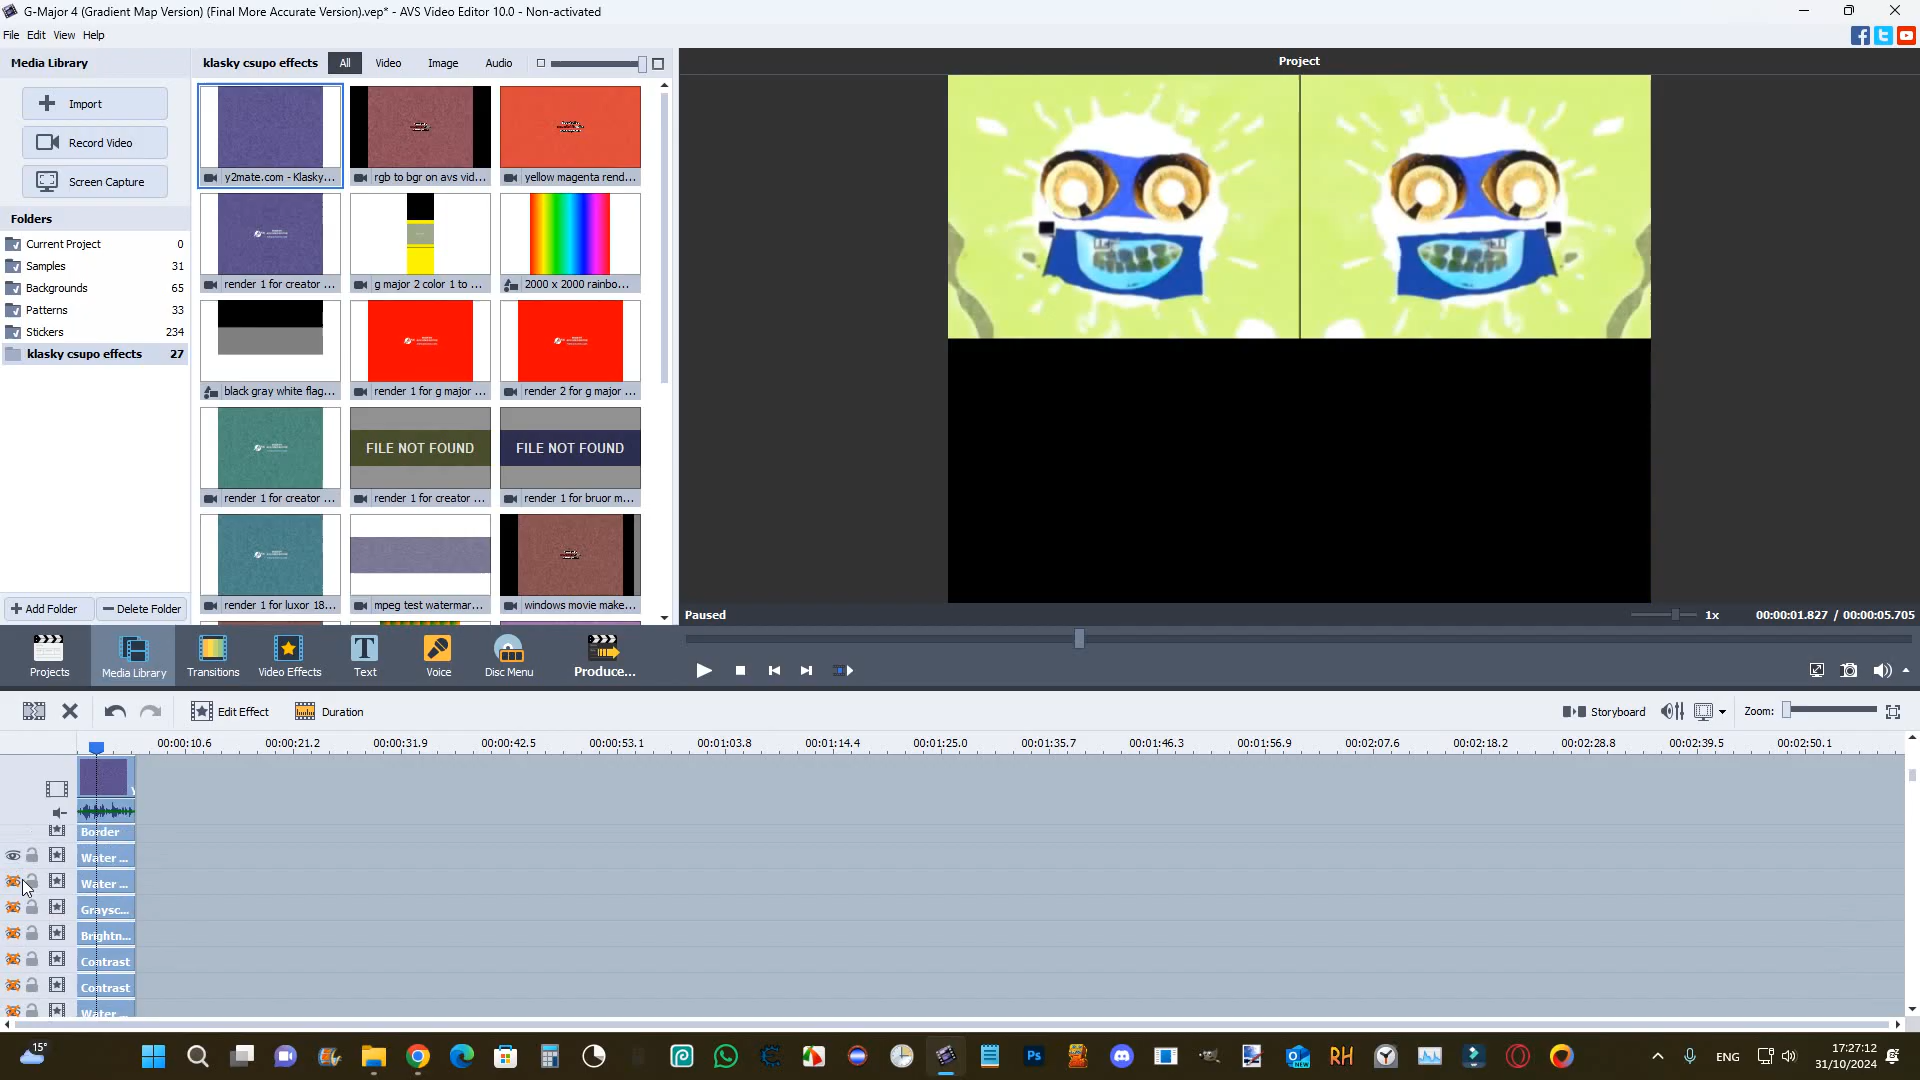 G-Major 4 (Gradient Map Version) (Final More Accurate Version).vep* - AVS Video Editor 10.0 - Non-activated
File Edit View Help
Media Library
klasky csupo effects All Video Image Audio
Project
Import
Record Video
Screen Capture
Folders
Current Project 0
Samples 31
Backgrounds 65
Patterns 33
Stickers 234
klasky csupo effects 27
y2mate.com - Klasky... rgb to bgr on avs vid... yellow magenta rend...
render 1 for creator ... g major 2 color 1 to ... 2000 x 2000 rainbo...
black gray white flag... render 1 for g major ... render 2 for g major ...
FILE NOT FOUND FILE NOT FOUND
render 1 for creator ... render 1 for creator ... render 1 for bruor m...
render 1 for luxor 18... mpeg test watermar... windows movie make...
Add Folder Delete Folder
Paused 1x 00:00:01.827 / 00:00:05.705
Projects Media Library Transitions Video Effects Text Voice Disc Menu Produce...
Edit Effect Duration Storyboard Zoom:
00:00:10.6 00:00:21.2 00:00:31.9 00:00:42.5 00:00:53.1 00:01:03.8 00:01:14.4 00:01:25.0 00:01:35.7 00:01:46.3 00:01:56.9 00:02:07.6 00:02:18.2 00:02:28.8 00:02:39.5 00:02:50.1
Border
Water ...
Water ...
Graysc...
Brightn...
Contrast
Contrast
Water ...
15°
Ps
RH
ENG
17:27:12
31/10/2024